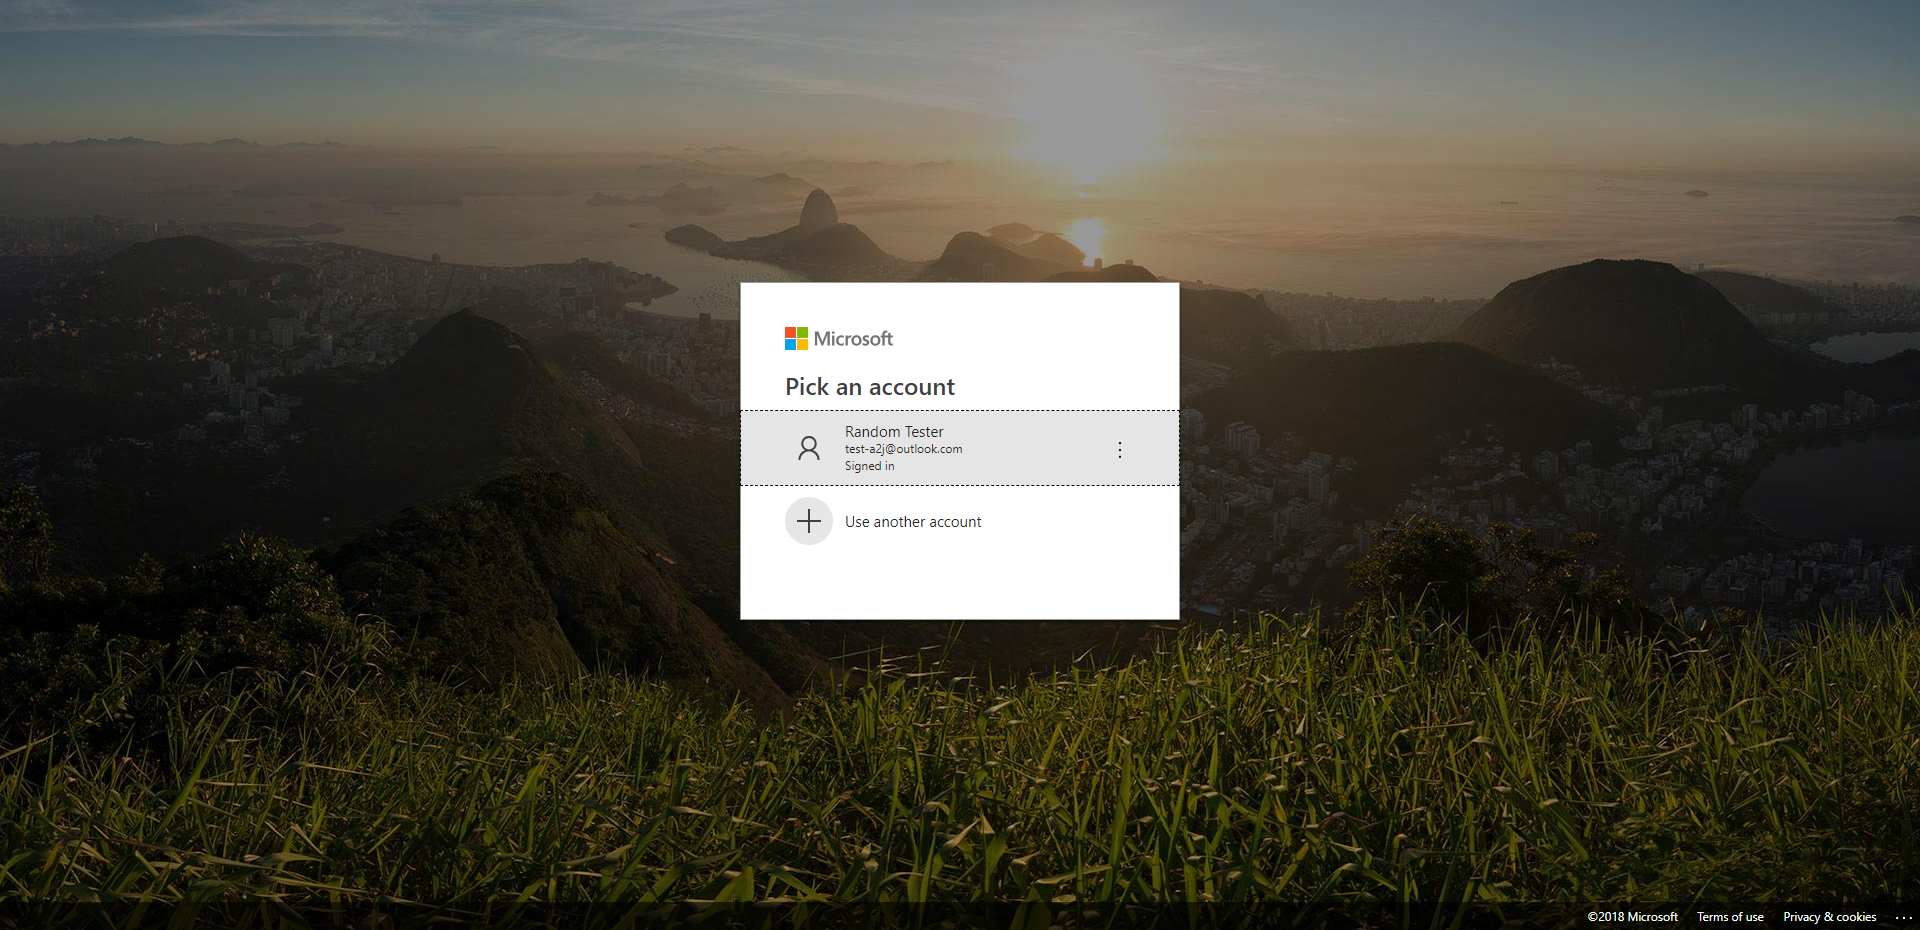 Microsoft
Pick an account
Random Tester
test-a2j@outlook.com
Signed in
Use another account
©2018 Microsoft Terms of use Privacy & cookies ...